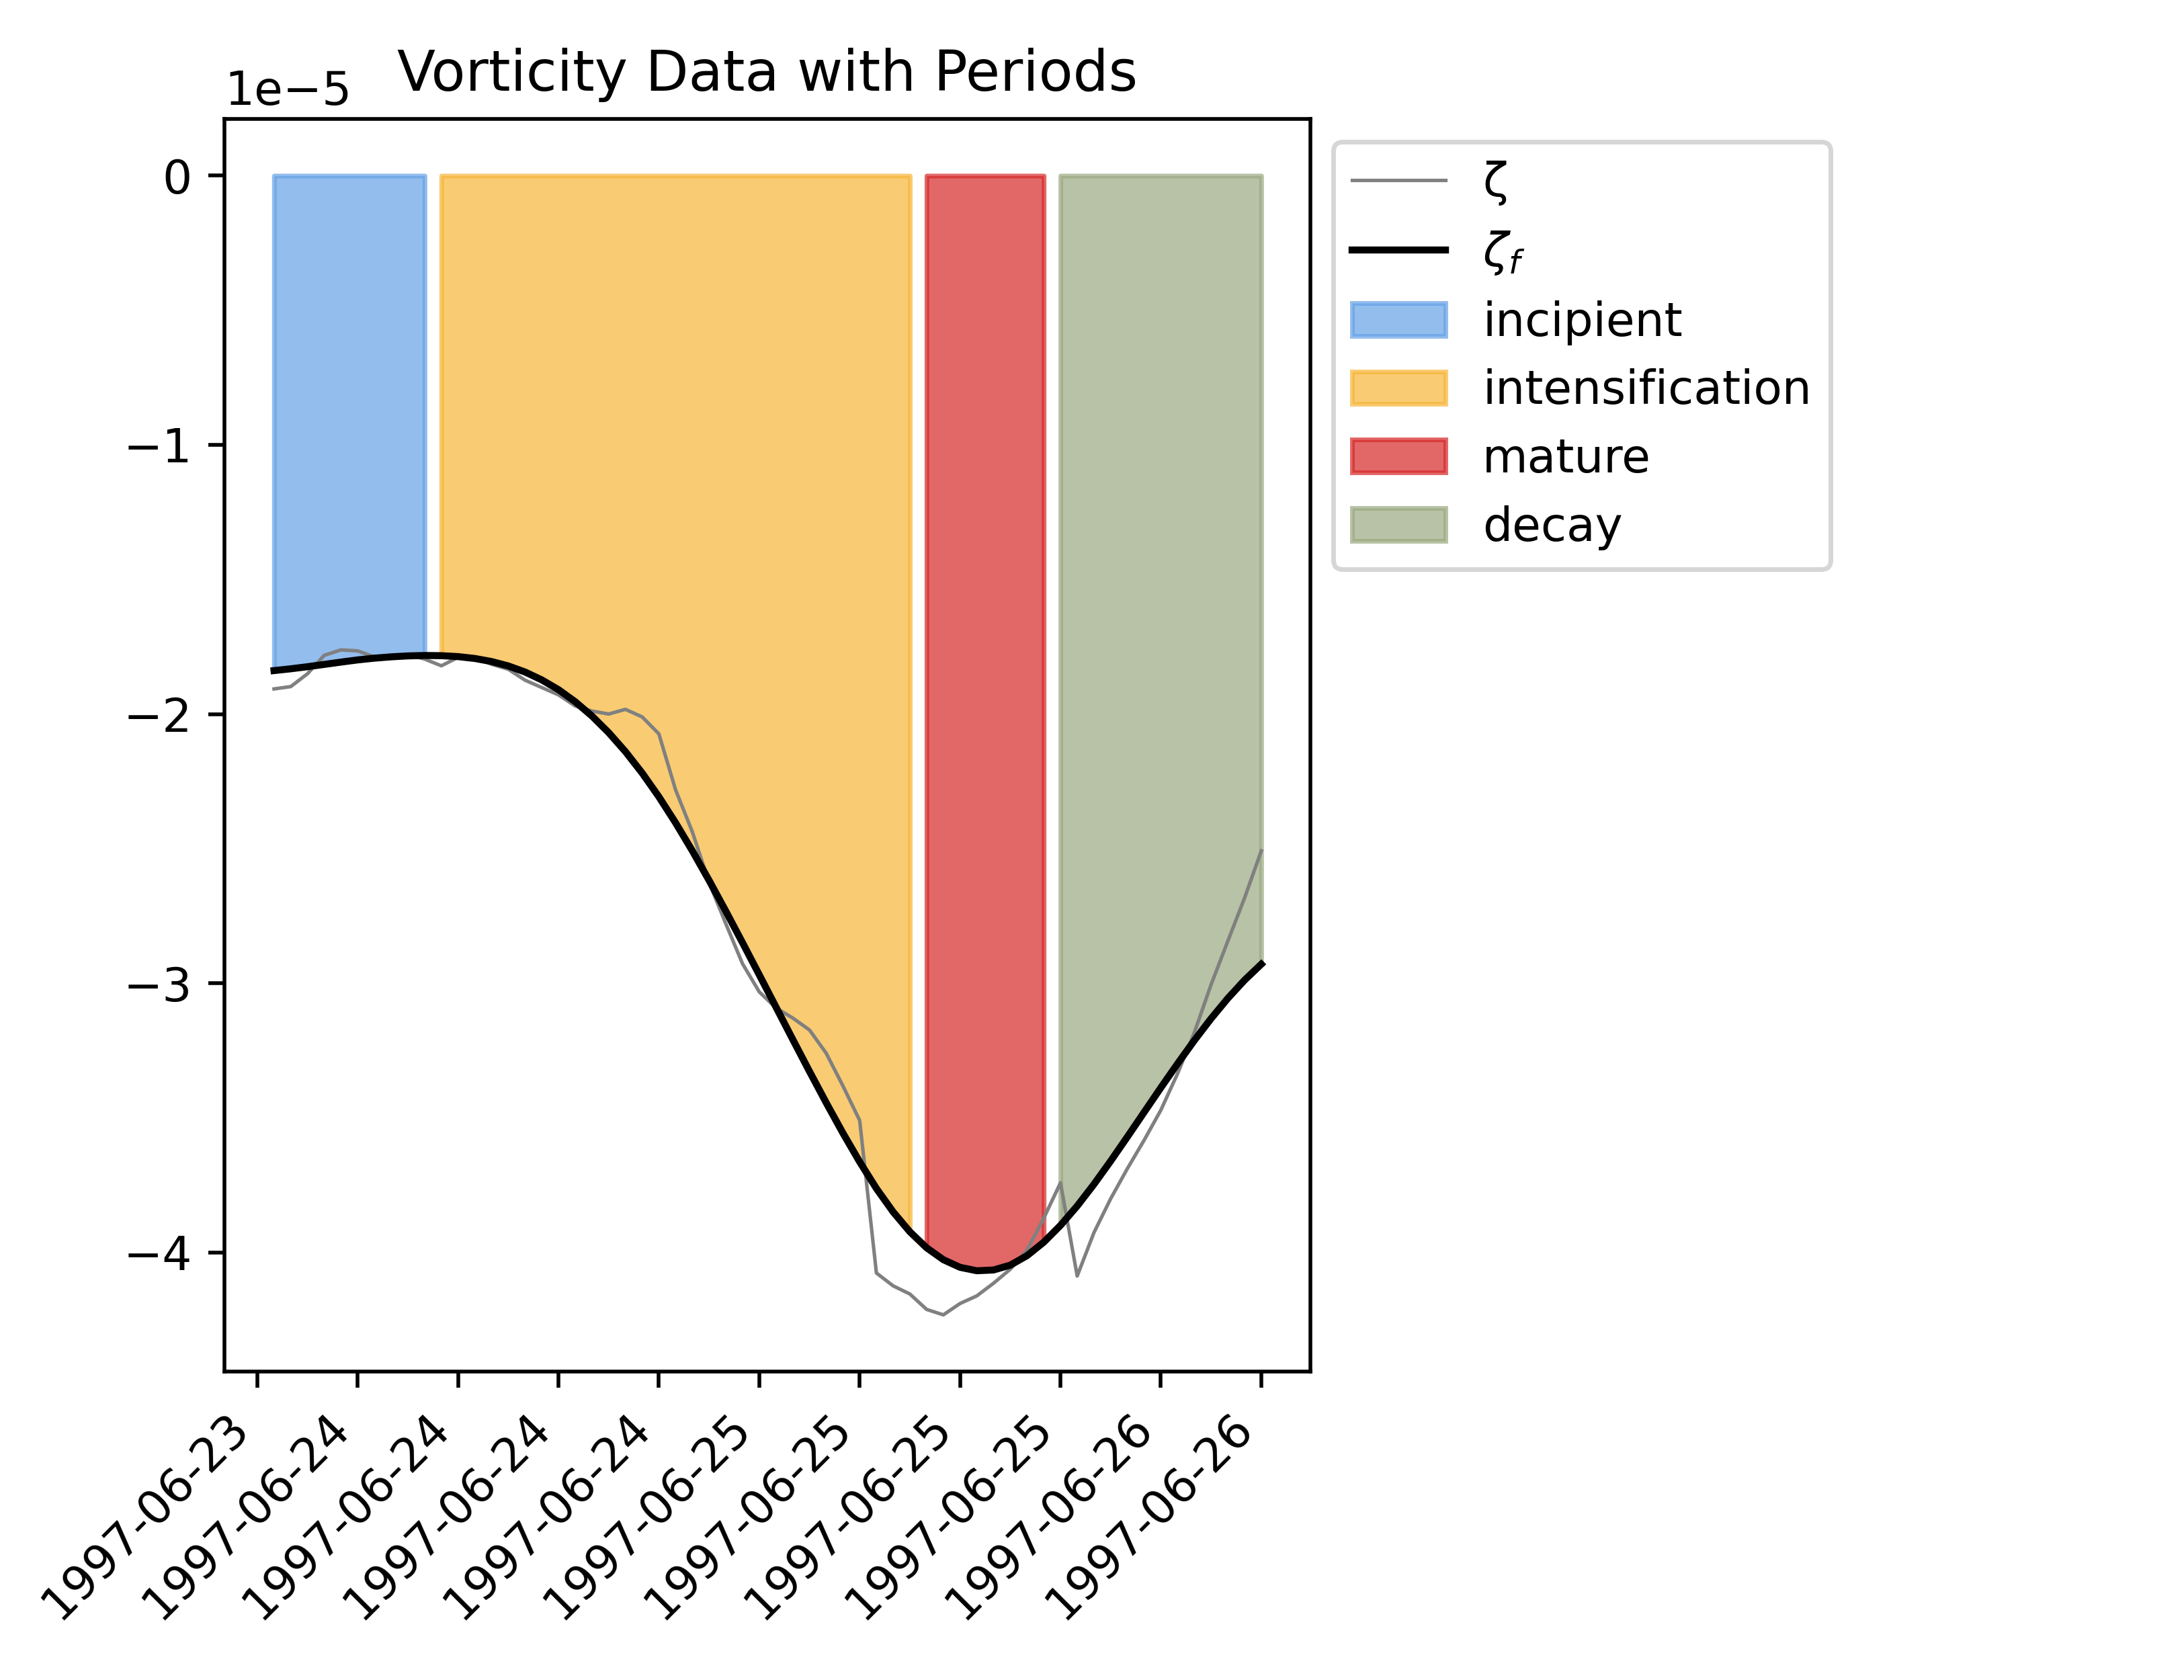 Vorticity Data with Periods
1e−5
0
−1
−2
−3
−4
1997-06-23
1997-06-24
1997-06-24
1997-06-24
1997-06-24
1997-06-25
1997-06-25
1997-06-25
1997-06-25
1997-06-26
1997-06-26
ζ
ζf
incipient
intensification
mature
decay